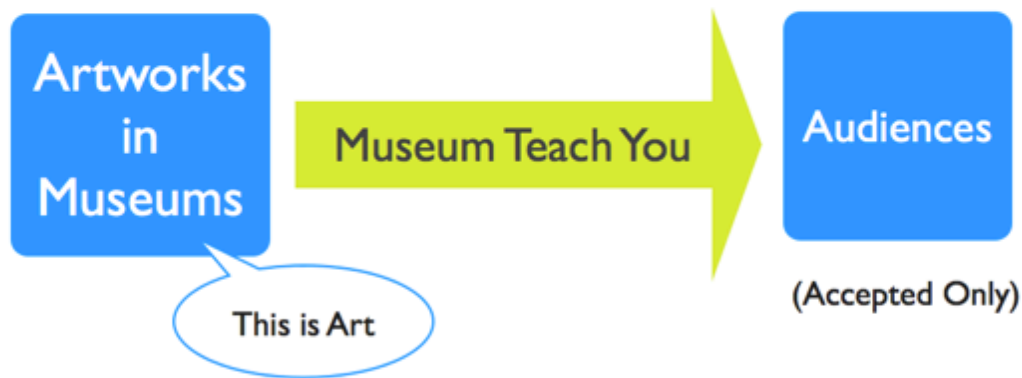 Artworks
in
Museums
Museum Teach You
Audiences
This is Art
(Accepted Only)